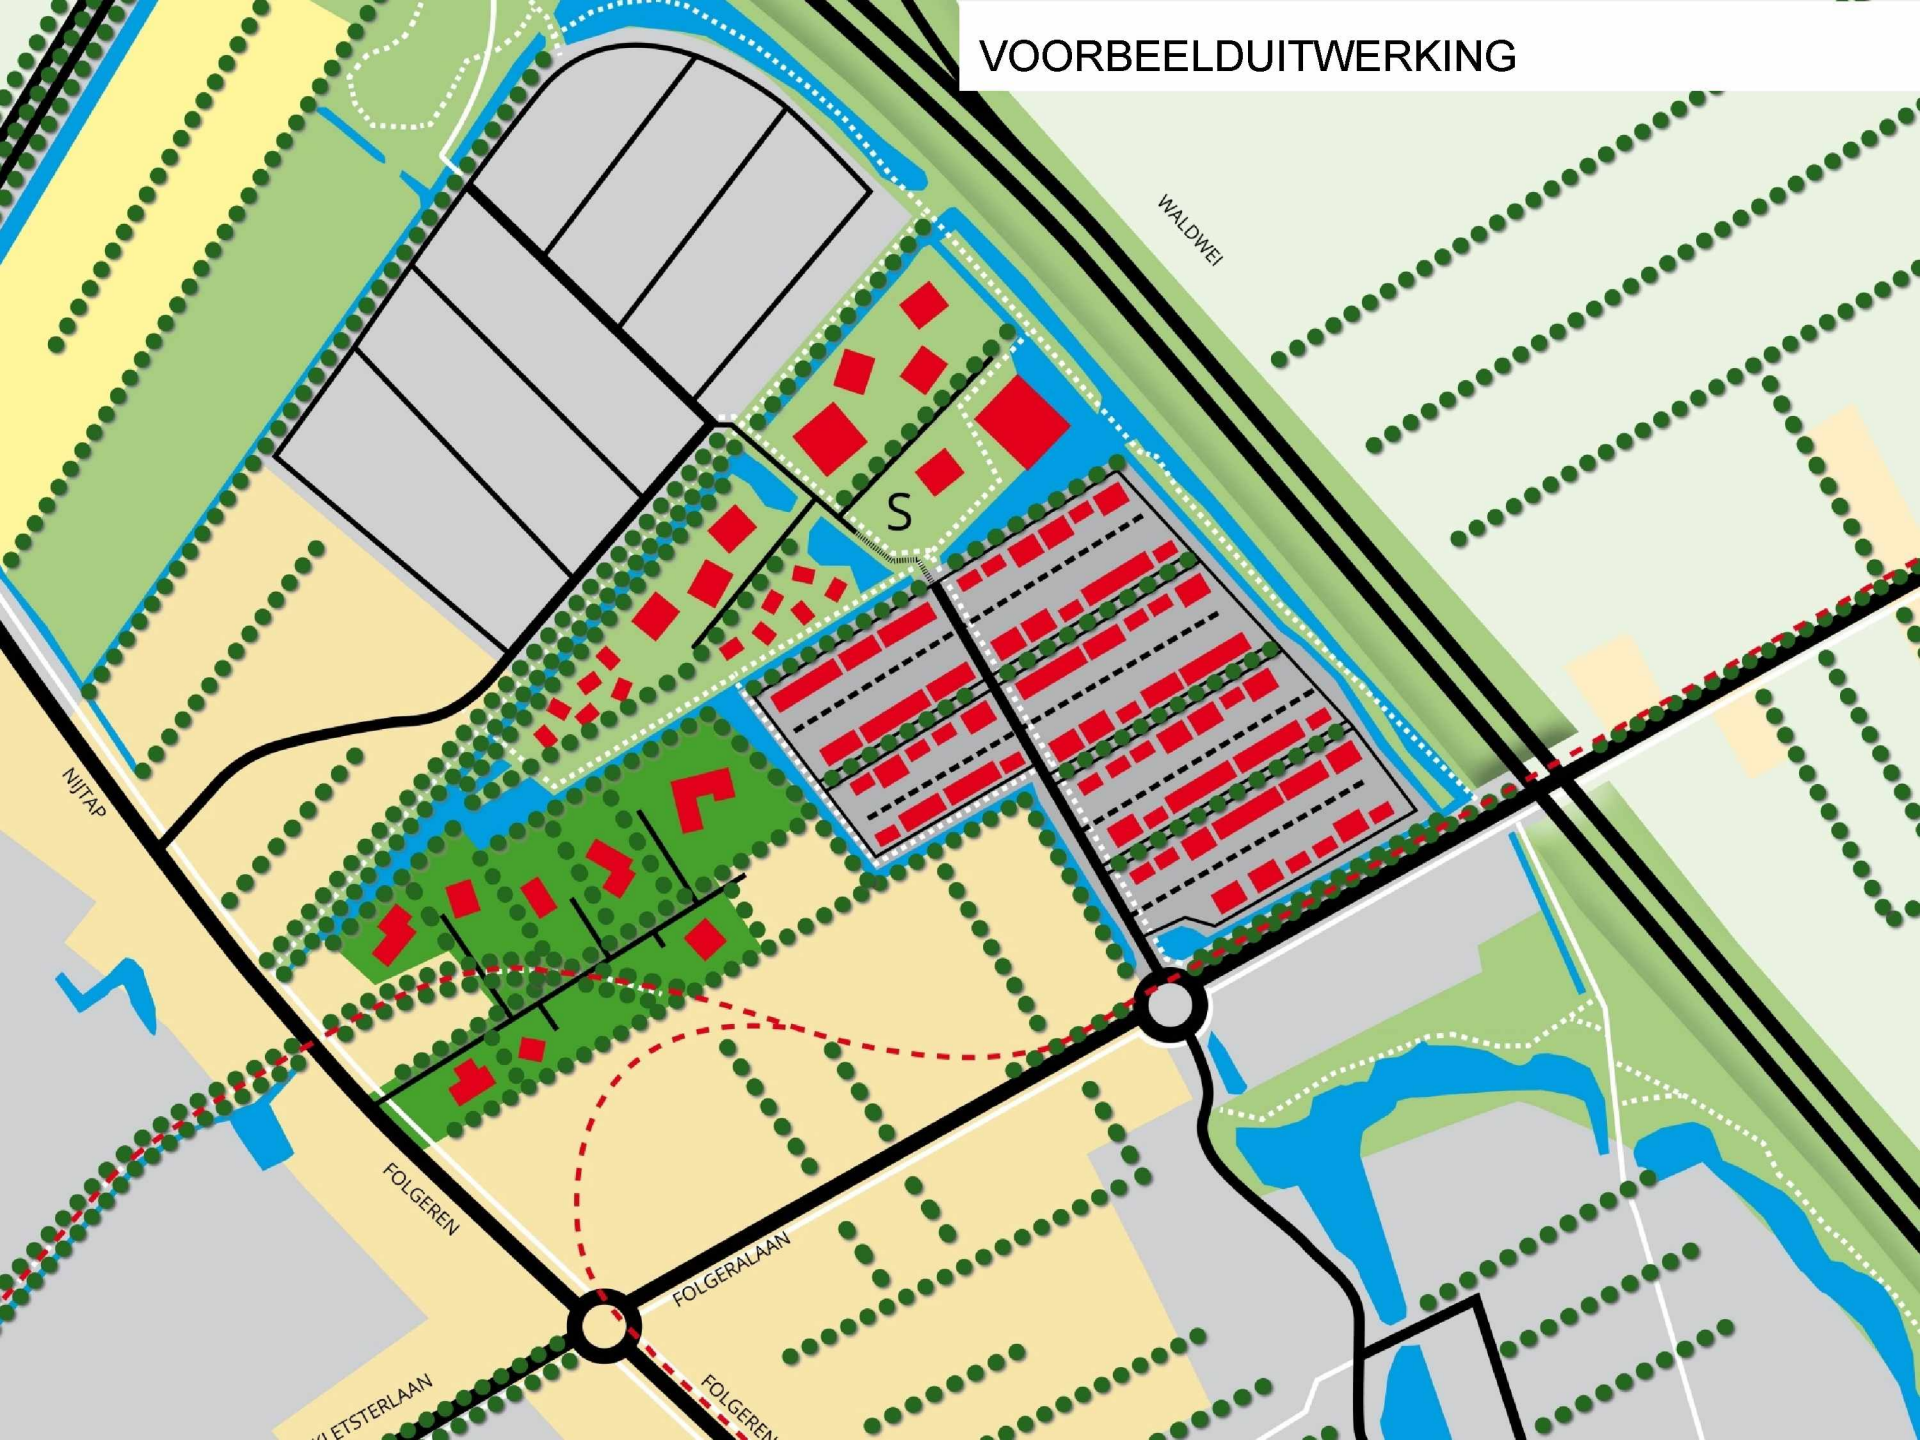 VOORBEELDUITWERKING
WALDWEI
S
NIJTAP
FOLGEREN
FOLGERALAAN
KLETSTERLAAN
FOLGEREN